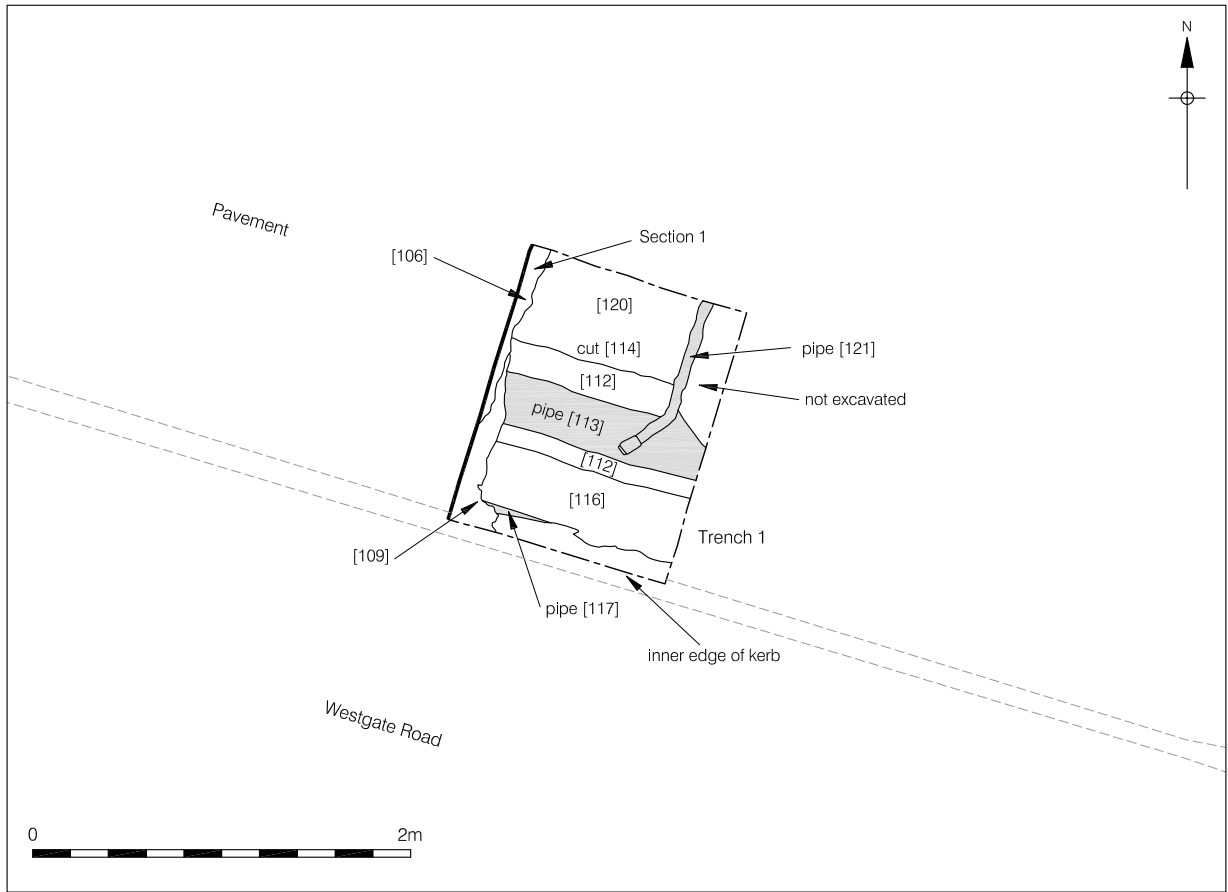 N
Pavement
Section 1
[106]
[120]
cut [114]
pipe [121]
[112]
not excavated
pipe [113]
[112]
[116]
Trench 1
[109]
pipe [117]
inner edge of kerb
Westgate Road
0 2m